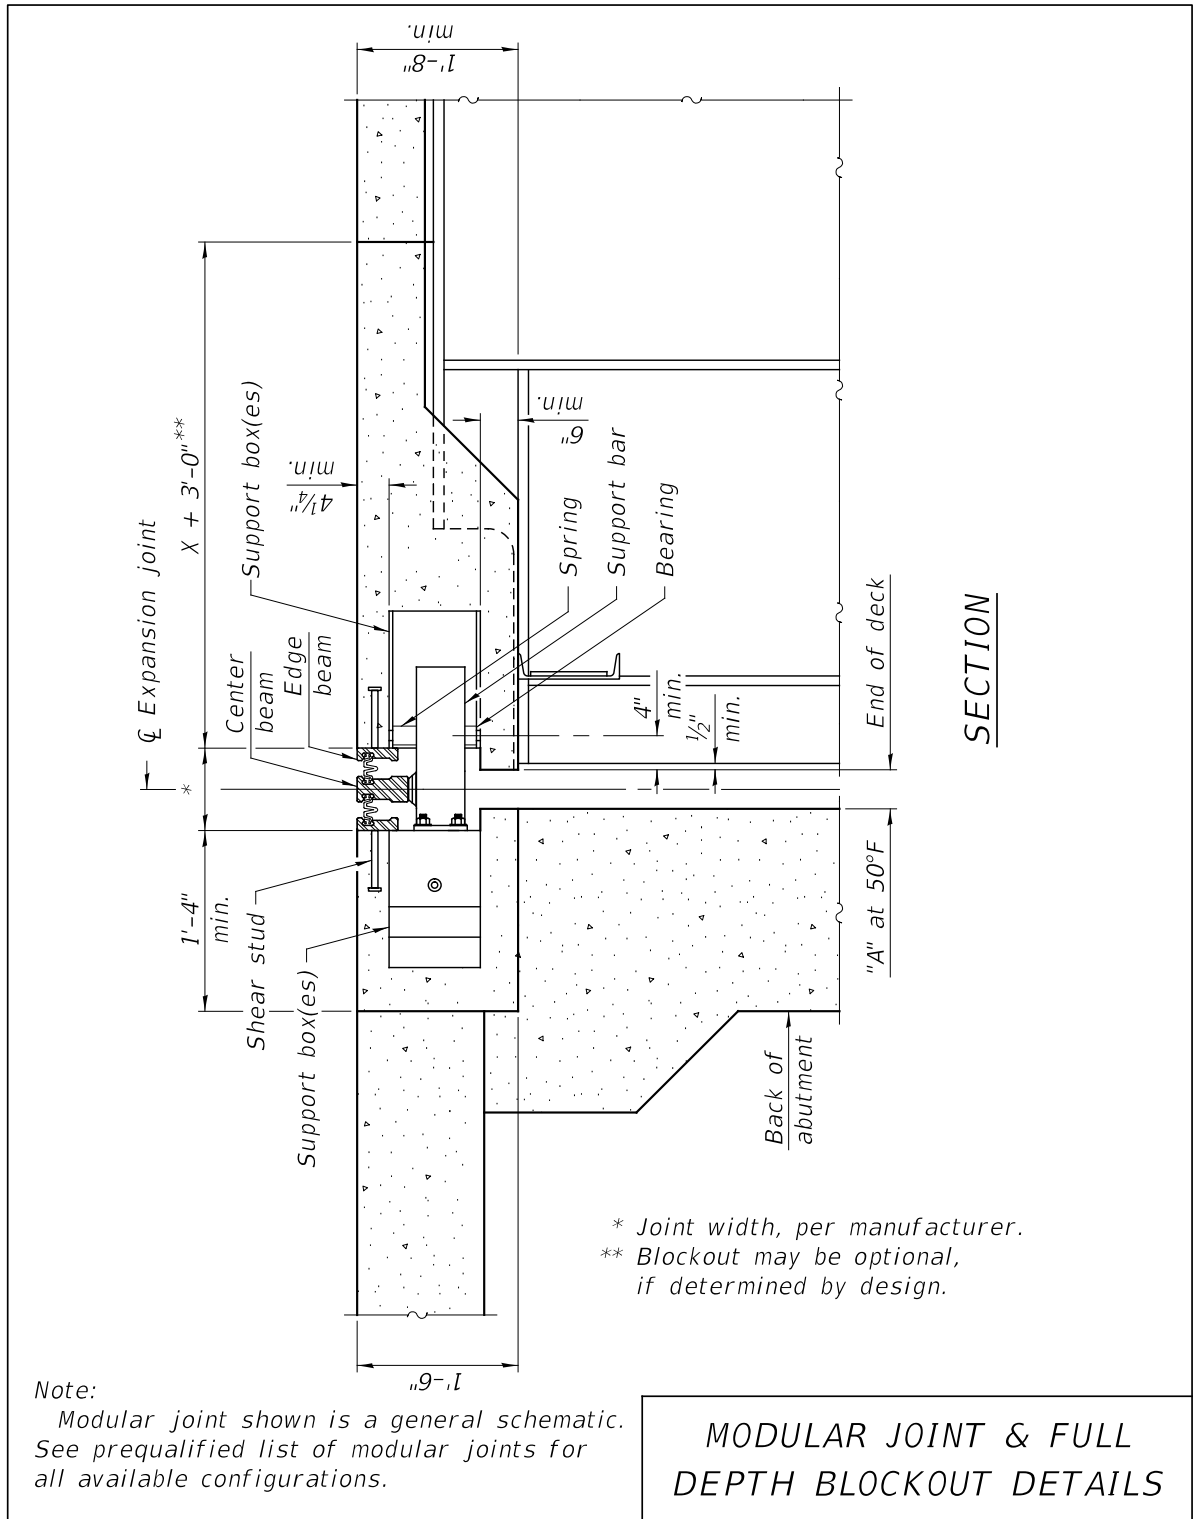 1'-8"
min.
℄ Expansion joint
X + 3'-0"**
*
1'-4"
min.
Support box(es)
Center
beam
Edge
beam
4¼"
min.
6"
min.
Spring
Support bar
Bearing
4"
min.
½"
min.
End of deck
"A" at 50°F
Shear stud
Support box(es)
Back of
abutment
1'-6"
SECTION
* Joint width, per manufacturer.
** Blockout may be optional,
if determined by design.
Note:
Modular joint shown is a general schematic.
See prequalified list of modular joints for
all available configurations.
MODULAR JOINT & FULL
DEPTH BLOCKOUT DETAILS